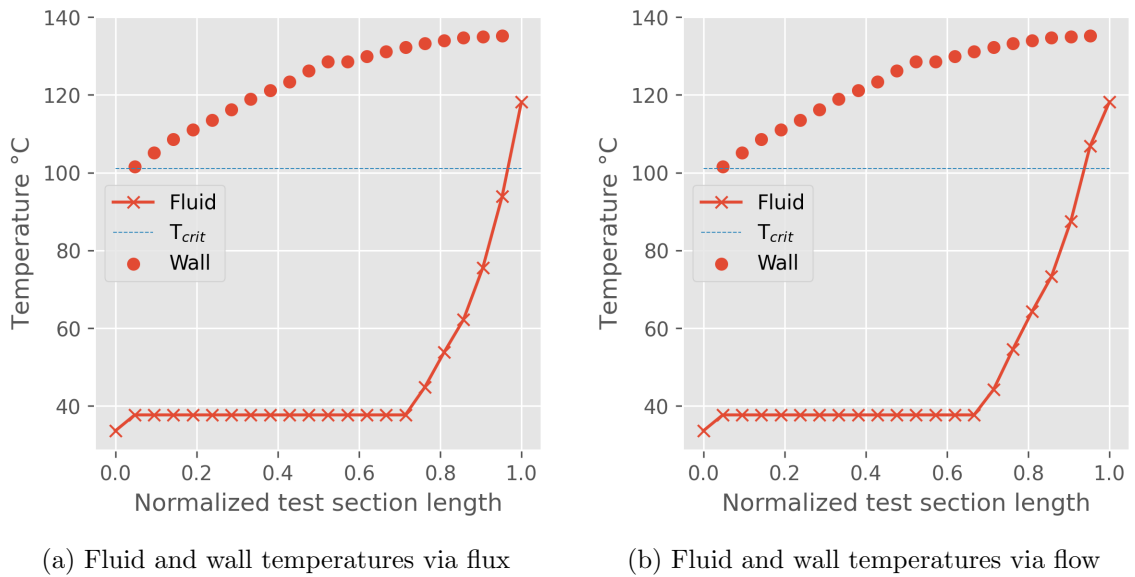 140
120
100
80
60
40
Temperature °C
Fluid
T_crit
Wall
0.0 0.2 0.4 0.6 0.8 1.0
Normalized test section length
(a) Fluid and wall temperatures via flux
140
120
100
80
60
40
Temperature °C
Fluid
T_crit
Wall
0.0 0.2 0.4 0.6 0.8 1.0
Normalized test section length
(b) Fluid and wall temperatures via flow